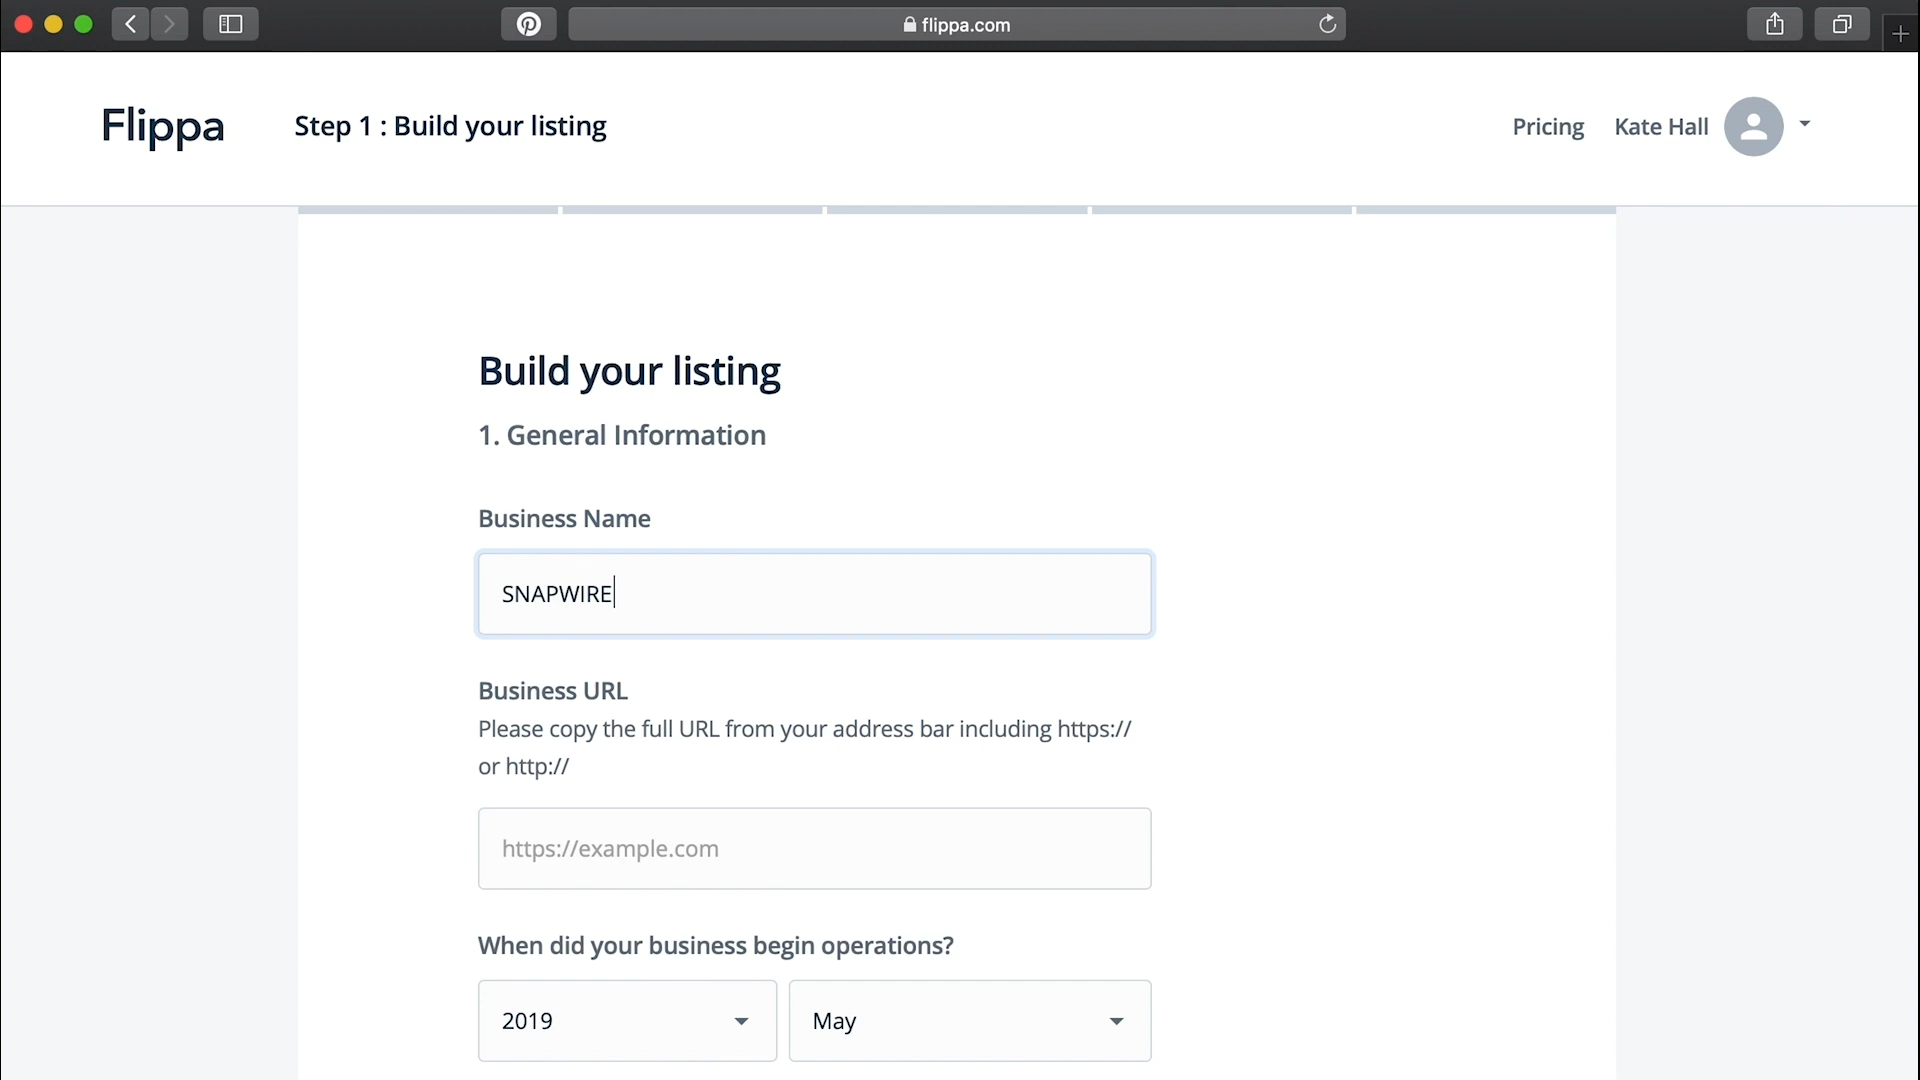 flippa.com
Flippa
Step 1 : Build your listing
Pricing
Kate Hall
Build your listing
1. General Information
Business Name
SNAPWIRE
Business URL
Please copy the full URL from your address bar including https://
or http://
https://example.com
When did your business begin operations?
2019
May